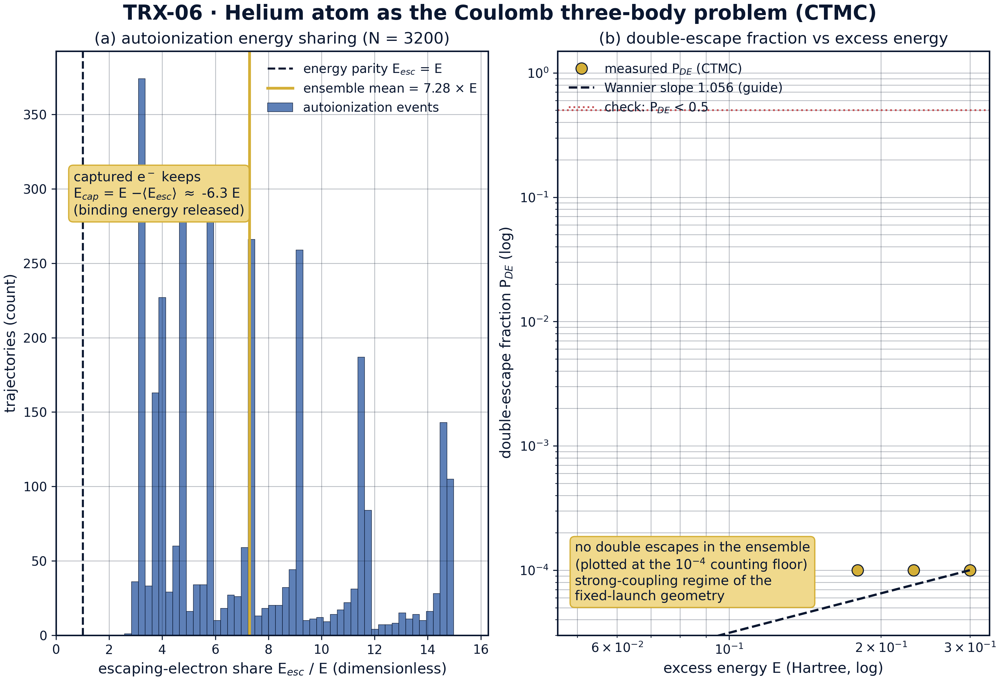 TRX-06 · Helium atom as the Coulomb three-body problem (CTMC)
(a) autoionization energy sharing (N = 3200)
energy parity E_esc = E
ensemble mean = 7.28 × E
autoionization events
captured e⁻ keeps
E_cap = E −⟨E_esc⟩ ≈ -6.3 E
(binding energy released)
trajectories (count)
350
300
250
200
150
100
50
0
0 2 4 6 8 10 12 14 16
escaping-electron share E_esc / E (dimensionless)
(b) double-escape fraction vs excess energy
measured P_DE (CTMC)
Wannier slope 1.056 (guide)
check: P_DE < 0.5
double-escape fraction P_DE (log)
10⁰
10⁻¹
10⁻²
10⁻³
10⁻⁴
no double escapes in the ensemble
(plotted at the 10⁻⁴ counting floor)
strong-coupling regime of the
fixed-launch geometry
6 × 10⁻² 10⁻¹ 2 × 10⁻¹ 3 × 10⁻¹
excess energy E (Hartree, log)